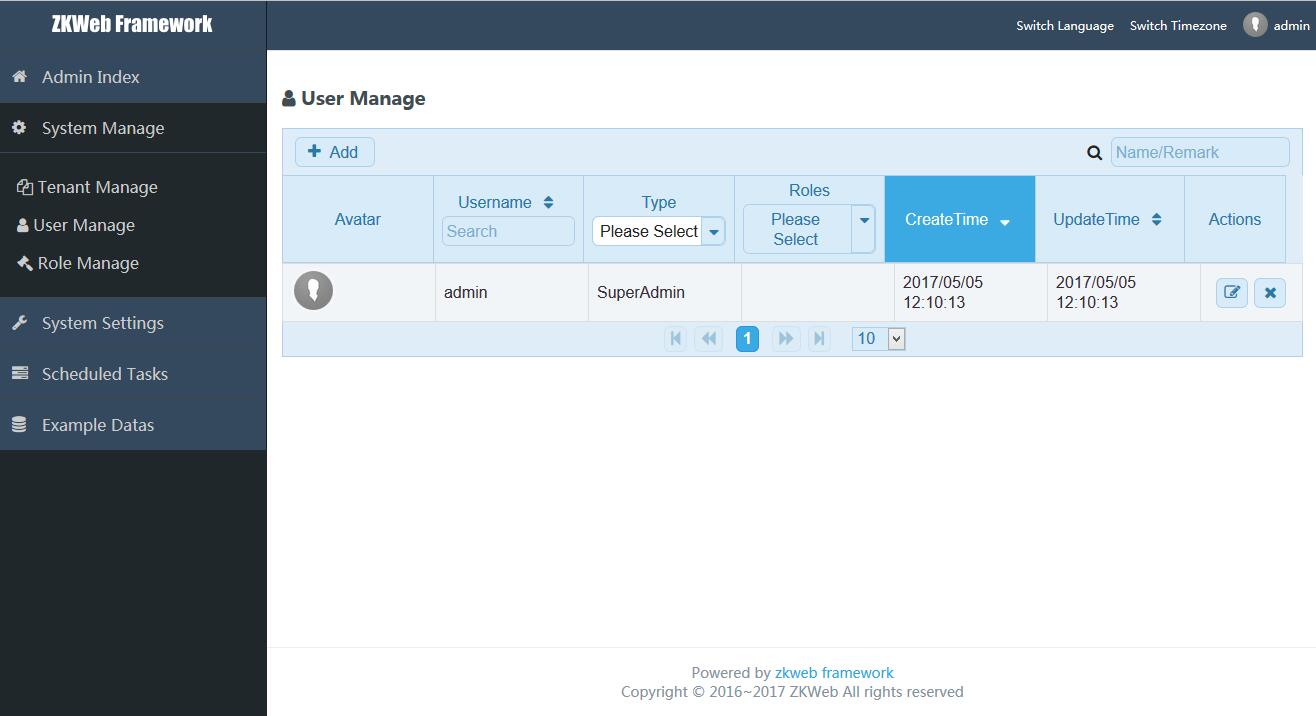 ZKWeb Framework
Switch Language Switch Timezone admin
Admin Index
System Manage
Tenant Manage
User Manage
Role Manage
System Settings
Scheduled Tasks
Example Datas
User Manage
Add
Name/Remark
Avatar
Username
Search
Type
Please Select
Roles
Please
Select
CreateTime
UpdateTime
Actions
admin
SuperAdmin
2017/05/05
12:10:13
2017/05/05
12:10:13
1
10
Powered by zkweb framework
Copyright © 2016~2017 ZKWeb All rights reserved